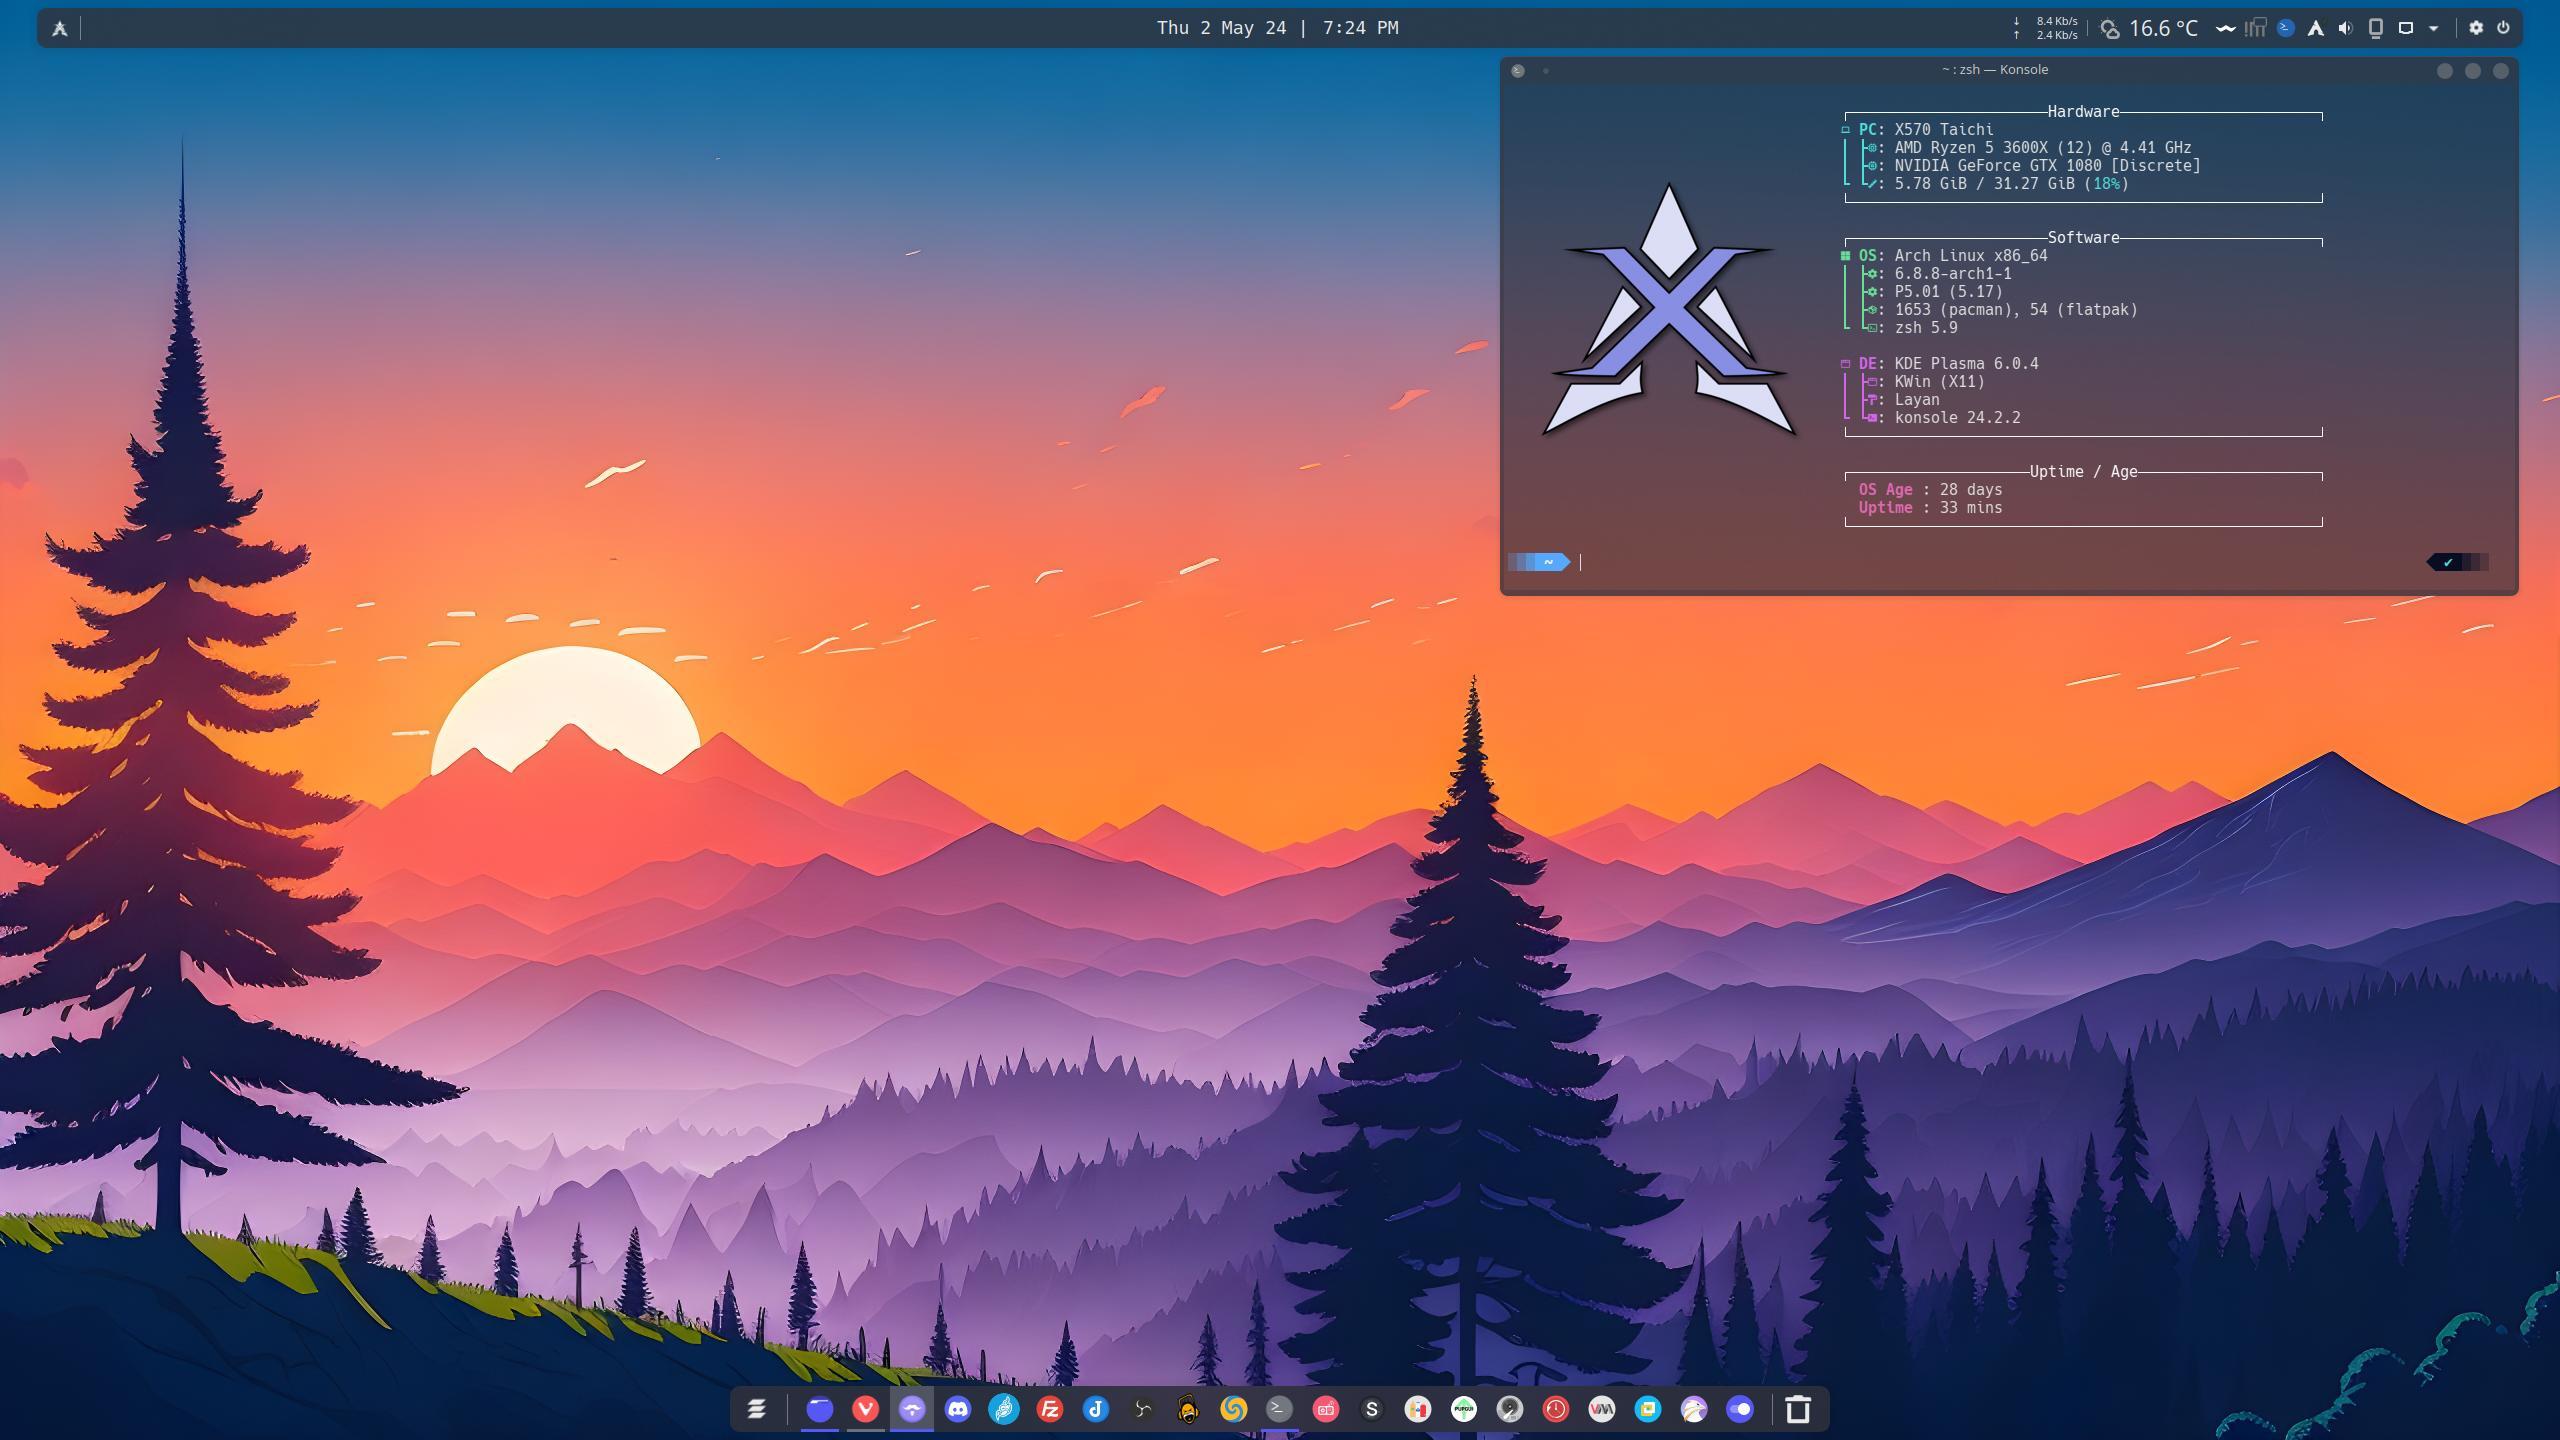 Thu 2 May 24 | 7:24 PM
↓ 8.4 Kb/s
↑ 2.4 Kb/s
16.6 °C
~ : zsh — Konsole
Hardware
PC: X570 Taichi
: AMD Ryzen 5 3600X (12) @ 4.41 GHz
: NVIDIA GeForce GTX 1080 [Discrete]
: 5.78 GiB / 31.27 GiB (18%)
Software
OS: Arch Linux x86_64
: 6.8.8-arch1-1
: P5.01 (5.17)
: 1653 (pacman), 54 (flatpak)
: zsh 5.9
DE: KDE Plasma 6.0.4
: KWin (X11)
: Layan
: konsole 24.2.2
Uptime / Age
OS Age : 28 days
Uptime : 33 mins
~ ✔